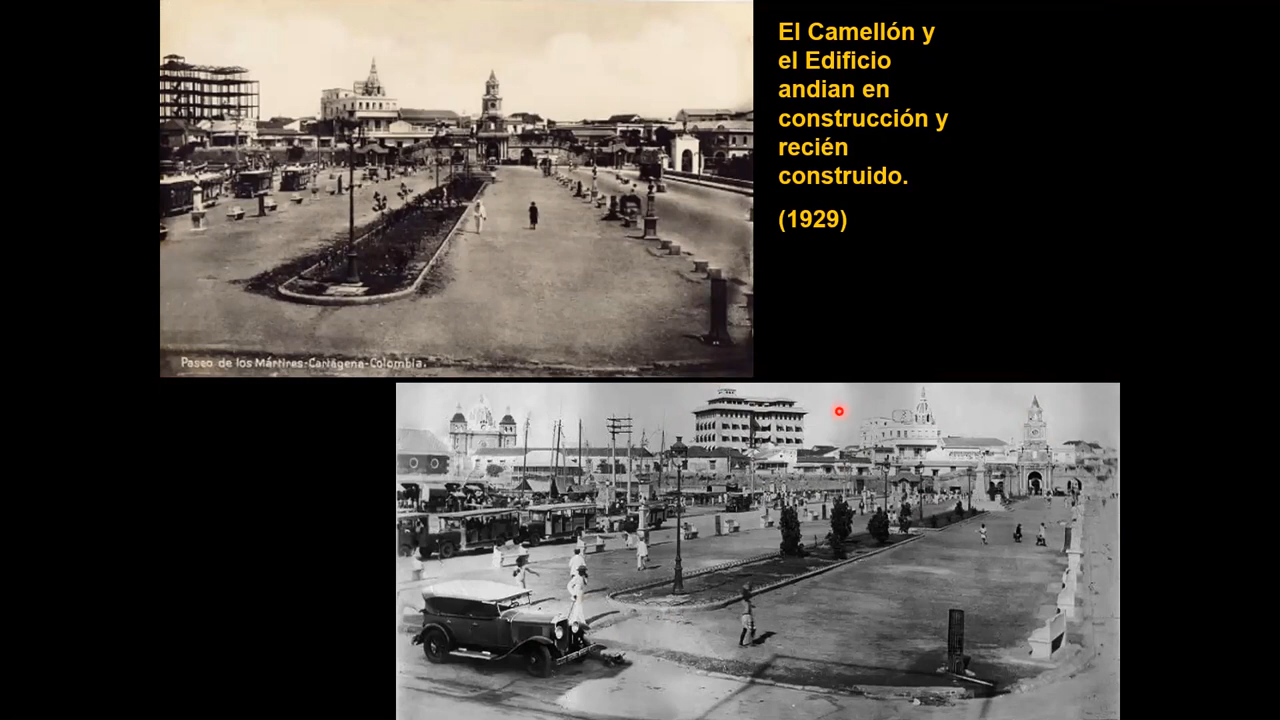 El Camellón y
el Edificio
andian en
construcción y
recién
construido.
(1929)
Paseo de los Mártires-Cartagena-Colombia.